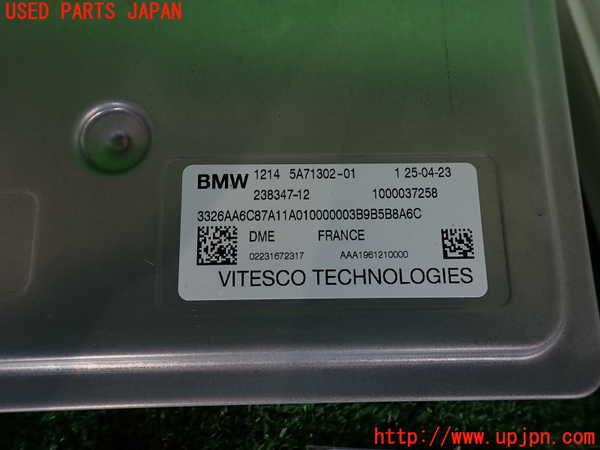 USED PARTS JAPAN
BMW 1214 5A71302-01 1 25-04-23
238347-12 1000037258
3326AA6C87A11A010000003B9B5B8A6C
DME FRANCE
02231672317 AAA1961210000
VITESCO TECHNOLOGIES
http://www.upjpn.com/